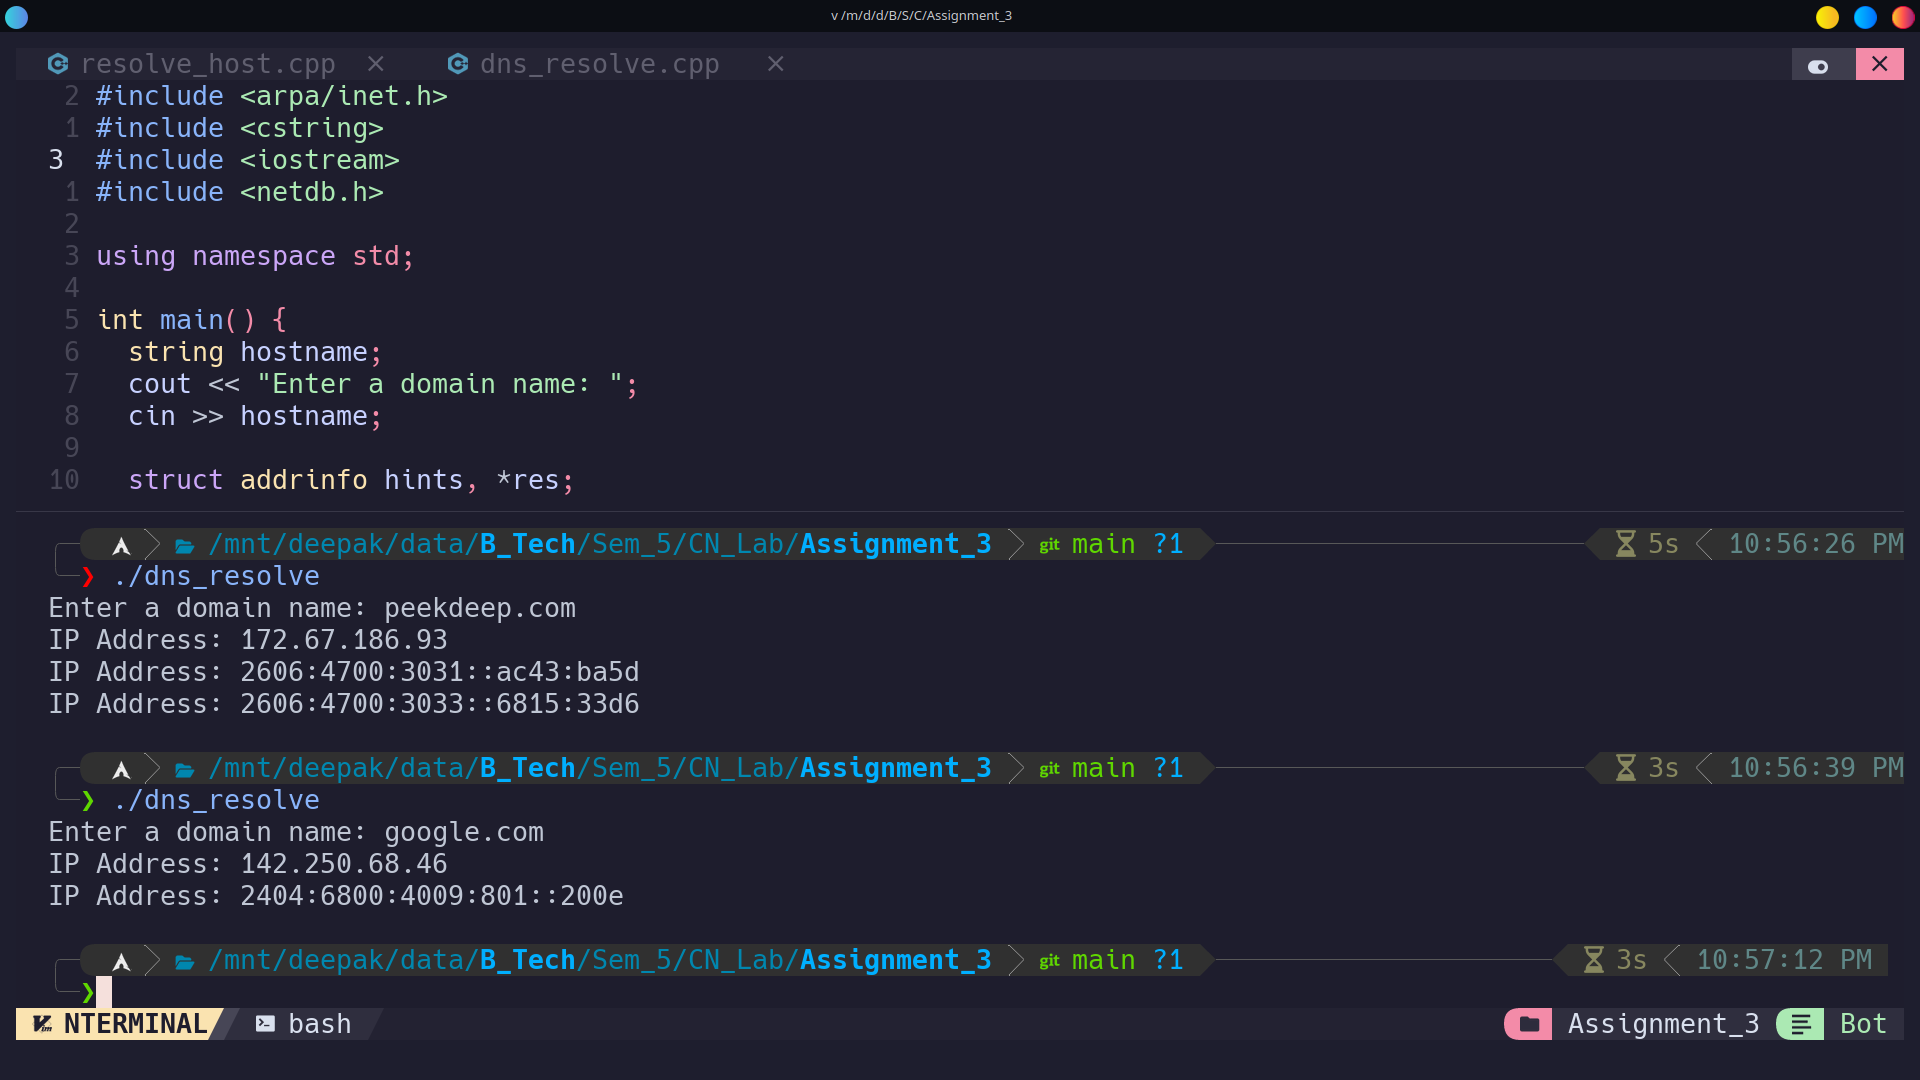 v /m/d/d/B/S/C/Assignment_3
resolve_host.cpp dns_resolve.cpp
2 #include <arpa/inet.h>
1 #include <cstring>
3 #include <iostream>
1 #include <netdb.h>
2
3 using namespace std;
4
5 int main() {
6 string hostname;
7 cout << "Enter a domain name: ";
8 cin >> hostname;
9
10 struct addrinfo hints, *res;
/mnt/deepak/data/B_Tech/Sem_5/CN_Lab/Assignment_3 git main ?1 5s 10:56:26 PM
❯ ./dns_resolve
Enter a domain name: peekdeep.com
IP Address: 172.67.186.93
IP Address: 2606:4700:3031::ac43:ba5d
IP Address: 2606:4700:3033::6815:33d6
/mnt/deepak/data/B_Tech/Sem_5/CN_Lab/Assignment_3 git main ?1 3s 10:56:39 PM
❯ ./dns_resolve
Enter a domain name: google.com
IP Address: 142.250.68.46
IP Address: 2404:6800:4009:801::200e
/mnt/deepak/data/B_Tech/Sem_5/CN_Lab/Assignment_3 git main ?1 3s 10:57:12 PM
❯
NTERMINAL bash Assignment_3 Bot